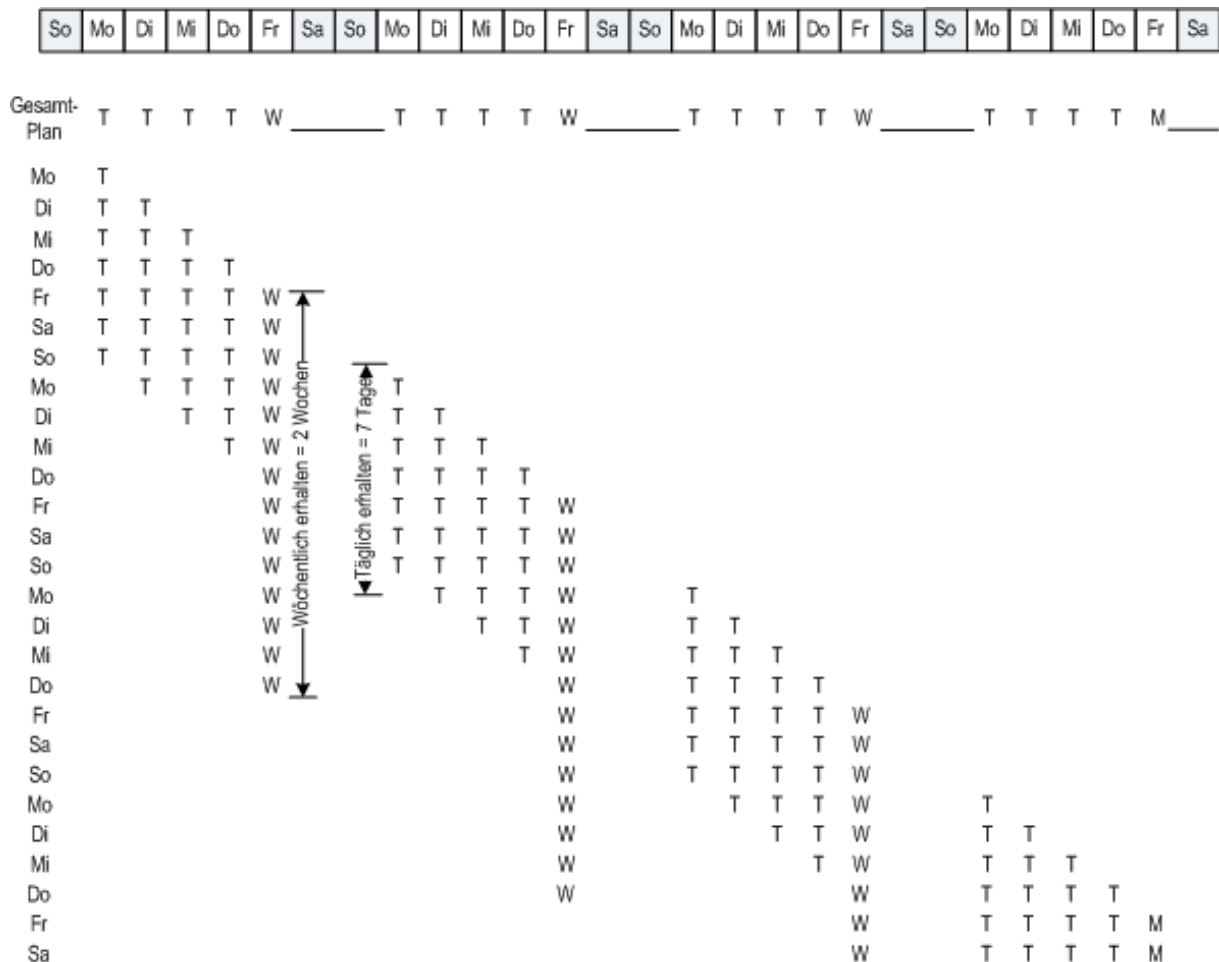 So Mo Di Mi Do Fr Sa So Mo Di Mi Do Fr Sa So Mo Di Mi Do Fr Sa So Mo Di Mi Do Fr Sa
Gesamt-
Plan
T T T T W T T T T W T T T T W T T T T M
Mo T
Di T T
Mi T T T
Do T T T T
Fr T T T T W
Sa T T T T W
So T T T T W
Mo T T T W T
Di T T W T T
Mi T W T T T
Do W T T T T
Fr W T T T T W
Sa W T T T T W
So W T T T T W
Mo W T T T W T
Di W T T W T T
Mi W T W T T T
Do W W T T T T
Fr W T T T T W
Sa W T T T T W
So W T T T T W
Mo W T T T W T
Di W T T W T T
Mi W T W T T T
Do W W T T T T
Fr W T T T T M
Sa W T T T T M
Wöchentlich erhalten = 2 Wochen
Täglich erhalten = 7 Tage